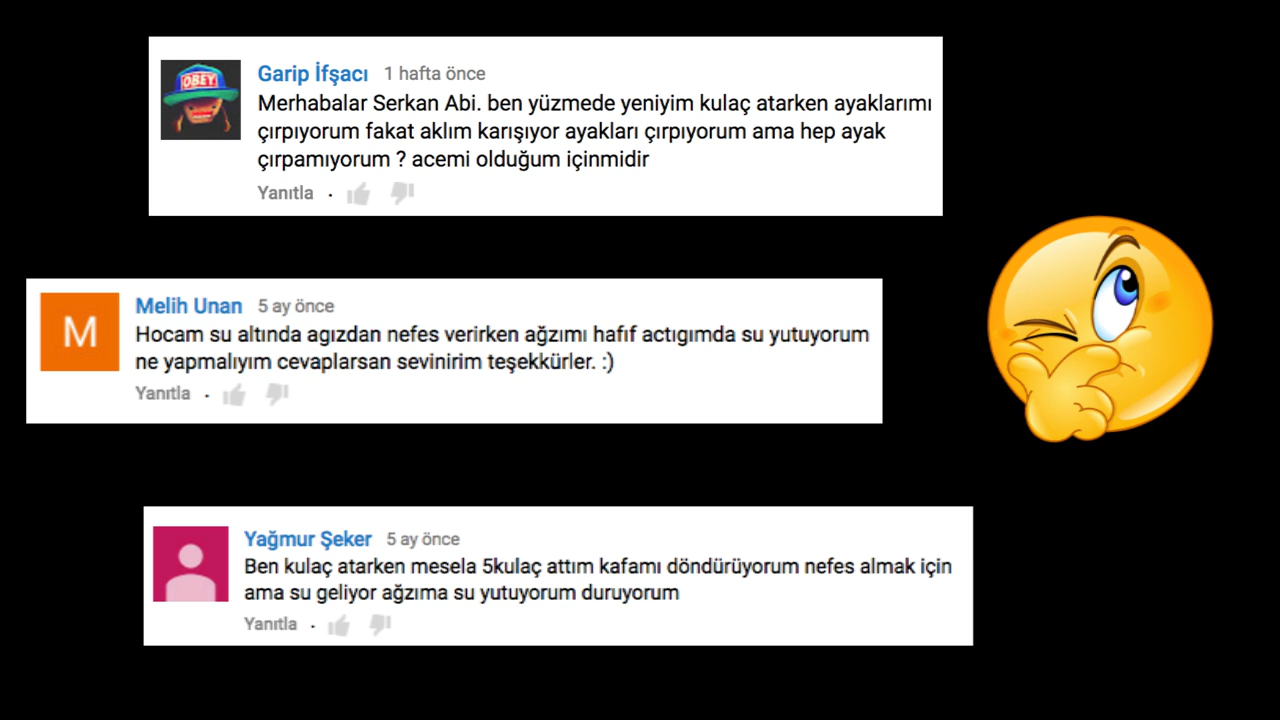 OBEY
Garip İfşacı 1 hafta önce
Merhabalar Serkan Abi. ben yüzmede yeniyim kulaç atarken ayaklarımı
çırpıyorum fakat aklım karışıyor ayakları çırpıyorum ama hep ayak
çırpamıyorum ? acemi olduğum içinmidir
Yanıtla
M
Melih Unan 5 ay önce
Hocam su altında agızdan nefes verirken ağzımı hafıf actıgımda su yutuyorum
ne yapmalıyım cevaplarsan sevinirim teşekkürler. :)
Yanıtla
Yağmur Şeker 5 ay önce
Ben kulaç atarken mesela 5kulaç attım kafamı döndürüyorum nefes almak için
ama su geliyor ağzıma su yutuyorum duruyorum
Yanıtla